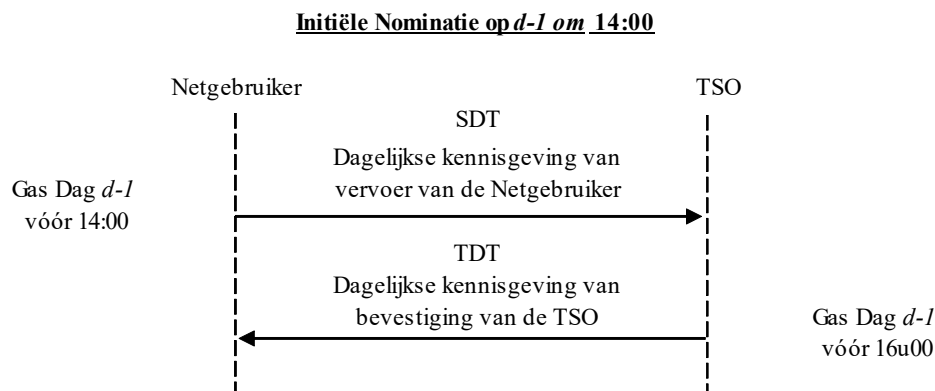 Initiële Nominatie op d-1 om 14:00
Netgebruiker
TSO
SDT
Dagelijkse kennisgeving van
vervoer van de Netgebruiker
Gas Dag d-1
vóór 14:00
TDT
Dagelijkse kennisgeving van
bevestiging van de TSO
Gas Dag d-1
vóór 16u00